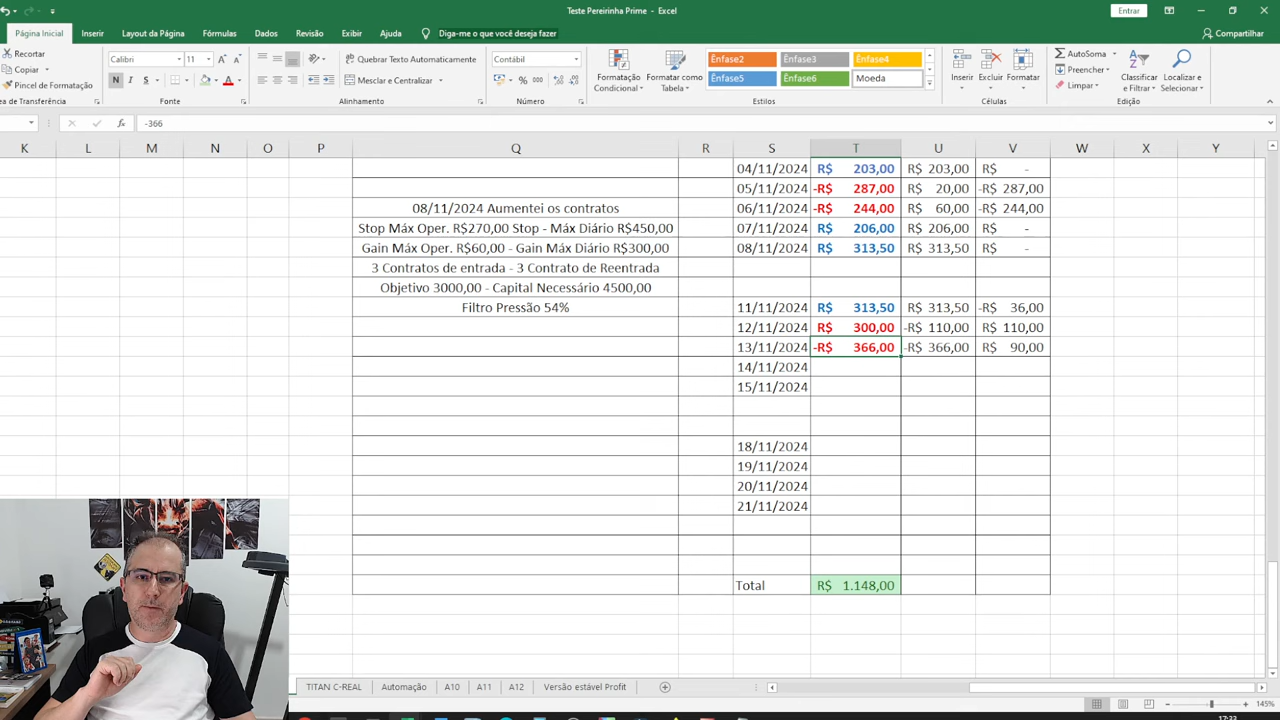 Teste Pereirinha Prime - Excel
Entrar
Página Inicial Inserir Layout da Página Fórmulas Dados Revisão Exibir Ajuda Diga-me o que você deseja fazer Compartilhar
Recortar
Copiar
Pincel de Formatação
a de Transferência
Calibri 11
N I S
Fonte
Quebrar Texto Automaticamente
Mesclar e Centralizar
Alinhamento
Contábil
% 000
Número
Formatação Condicional
Formatar como Tabela
Ênfase2 Ênfase3 Ênfase4
Ênfase5 Ênfase6 Moeda
Estilos
Inserir Excluir Formatar
Células
AutoSoma
Preencher
Limpar
Classificar e Filtrar
Localizar e Selecionar
Edição
fx -366
K L M N O P Q R S T U V W X Y
04/11/2024 R$ 203,00 R$ 203,00 R$ -
05/11/2024 -R$ 287,00 R$ 20,00 -R$ 287,00
08/11/2024 Aumentei os contratos 06/11/2024 -R$ 244,00 R$ 60,00 -R$ 244,00
Stop Máx Oper. R$270,00 Stop - Máx Diário R$450,00 07/11/2024 R$ 206,00 R$ 206,00 R$ -
Gain Máx Oper. R$60,00 - Gain Máx Diário R$300,00 08/11/2024 R$ 313,50 R$ 313,50 R$ -
3 Contratos de entrada - 3 Contrato de Reentrada
Objetivo 3000,00 - Capital Necessário 4500,00
Filtro Pressão 54% 11/11/2024 R$ 313,50 R$ 313,50 -R$ 36,00
12/11/2024 R$ 300,00 -R$ 110,00 R$ 110,00
13/11/2024 -R$ 366,00 -R$ 366,00 R$ 90,00
14/11/2024
15/11/2024
18/11/2024
19/11/2024
20/11/2024
21/11/2024
Total R$ 1.148,00
TITAN C-REAL Automação A10 A11 A12 Versão estável Profit
145%